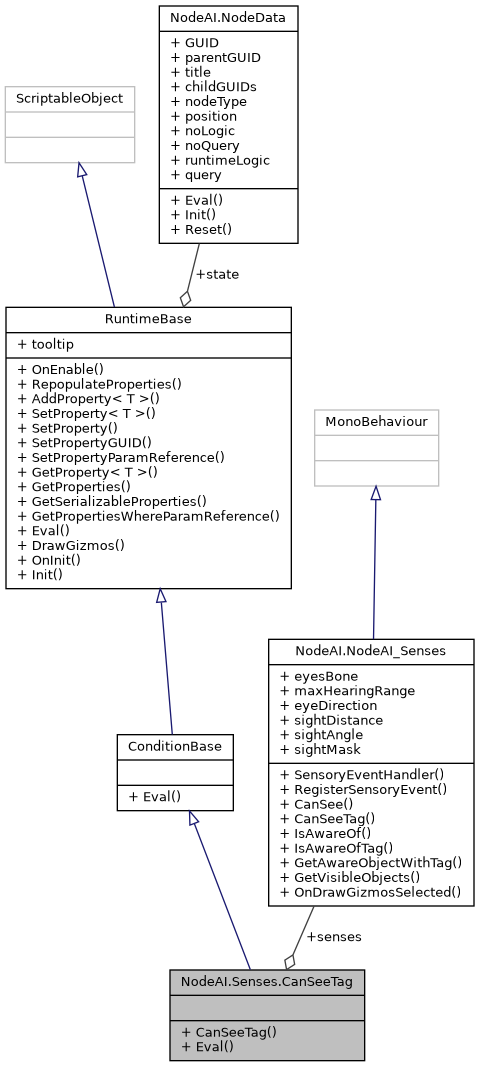 NodeAI.NodeData
+ GUID
+ parentGUID
+ title
+ childGUIDs
+ nodeType
+ position
+ noLogic
+ noQuery
+ runtimeLogic
+ query
+ Eval()
+ Init()
+ Reset()
ScriptableObject
+state
RuntimeBase
+ tooltip
+ OnEnable()
+ RepopulateProperties()
+ AddProperty< T >()
+ SetProperty< T >()
+ SetProperty()
+ SetPropertyGUID()
+ SetPropertyParamReference()
+ GetProperty< T >()
+ GetProperties()
+ GetSerializableProperties()
+ GetPropertiesWhereParamReference()
+ Eval()
+ DrawGizmos()
+ OnInit()
+ Init()
MonoBehaviour
NodeAI.NodeAI_Senses
+ eyesBone
+ maxHearingRange
+ eyeDirection
+ sightDistance
+ sightAngle
+ sightMask
+ SensoryEventHandler()
+ RegisterSensoryEvent()
+ CanSee()
+ CanSeeTag()
+ IsAwareOf()
+ IsAwareOfTag()
+ GetAwareObjectWithTag()
+ GetVisibleObjects()
+ OnDrawGizmosSelected()
ConditionBase
+ Eval()
+senses
NodeAI.Senses.CanSeeTag
+ CanSeeTag()
+ Eval()